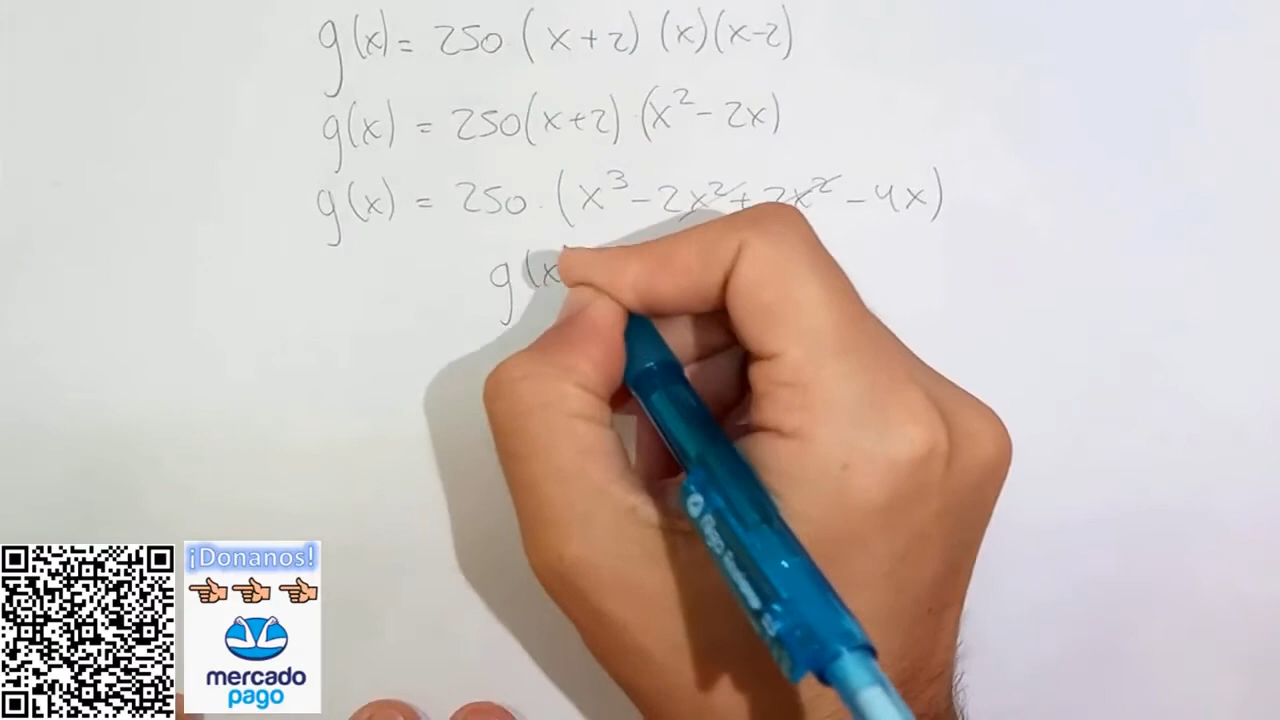 g(x) = 250 (x+2) (x)(x-2)
g(x) = 250(x+2) (x² - 2x)
g(x) = 250 · (x³ - 2x² + 2x² - 4x)
g(x
¡Donanos!
mercado
pago